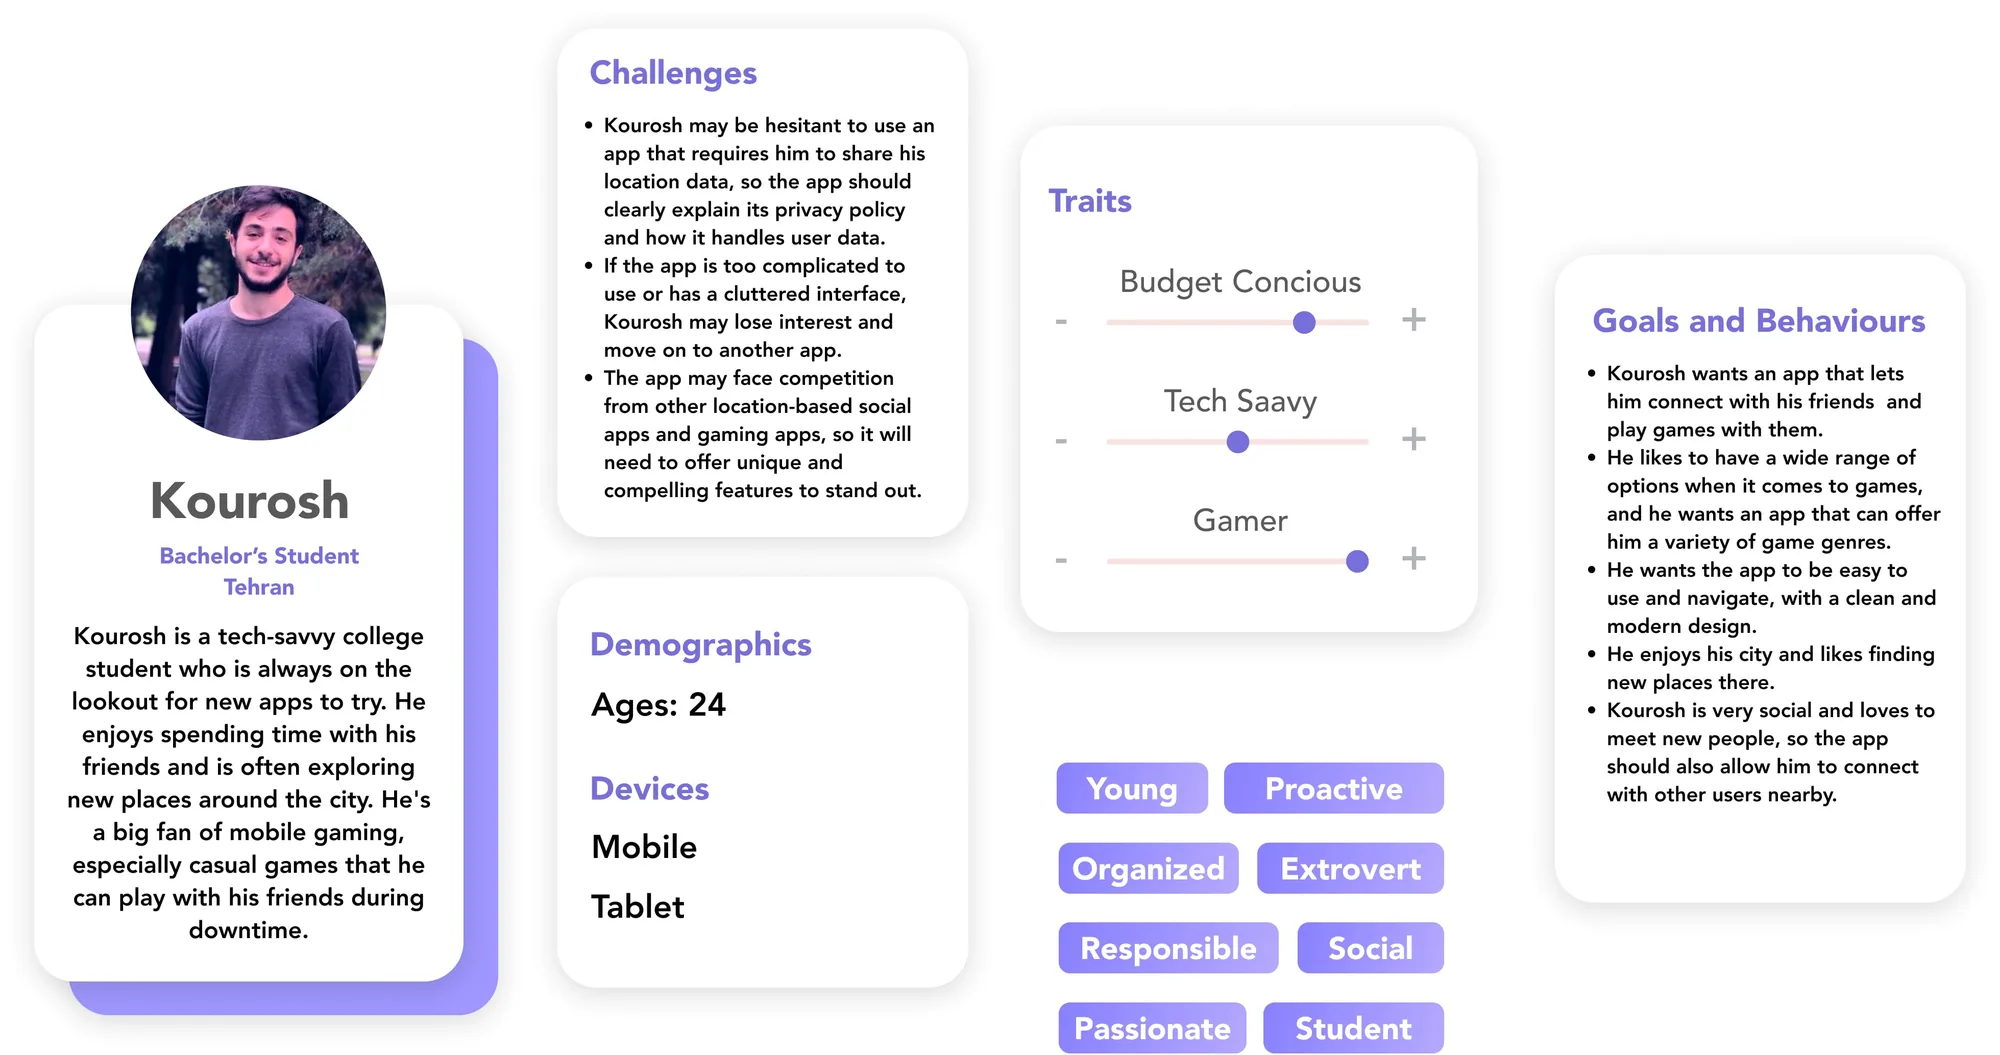 Kourosh
Bachelor’s Student
Tehran
Kourosh is a tech-savvy college
student who is always on the
lookout for new apps to try. He
enjoys spending time with his
friends and is often exploring
new places around the city. He's
a big fan of mobile gaming,
especially casual games that he
can play with his friends during
downtime.
Challenges
• Kourosh may be hesitant to use an
app that requires him to share his
location data, so the app should
clearly explain its privacy policy
and how it handles user data.
• If the app is too complicated to
use or has a cluttered interface,
Kourosh may lose interest and
move on to another app.
• The app may face competition
from other location-based social
apps and gaming apps, so it will
need to offer unique and
compelling features to stand out.
Demographics
Ages: 24
Devices
Mobile
Tablet
Traits
Budget Concious
- +
Tech Saavy
- +
Gamer
- +
Young Proactive
Organized Extrovert
Responsible Social
Passionate Student
Goals and Behaviours
• Kourosh wants an app that lets
him connect with his friends  and
play games with them.
• He likes to have a wide range of
options when it comes to games,
and he wants an app that can offer
him a variety of game genres.
• He wants the app to be easy to
use and navigate, with a clean and
modern design.
• He enjoys his city and likes finding
new places there.
• Kourosh is very social and loves to
meet new people, so the app
should also allow him to connect
with other users nearby.